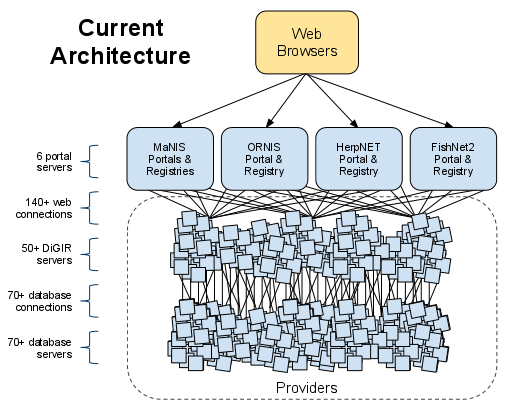 Current
Architecture
Web
Browsers
MaNIS
Portals &
Registries
ORNIS
Portal &
Registry
HerpNET
Portal &
Registry
FishNet2
Portal &
Registry
6 portal
servers
140+ web
connections
50+ DiGIR
servers
70+ database
connections
70+ database
servers
Providers